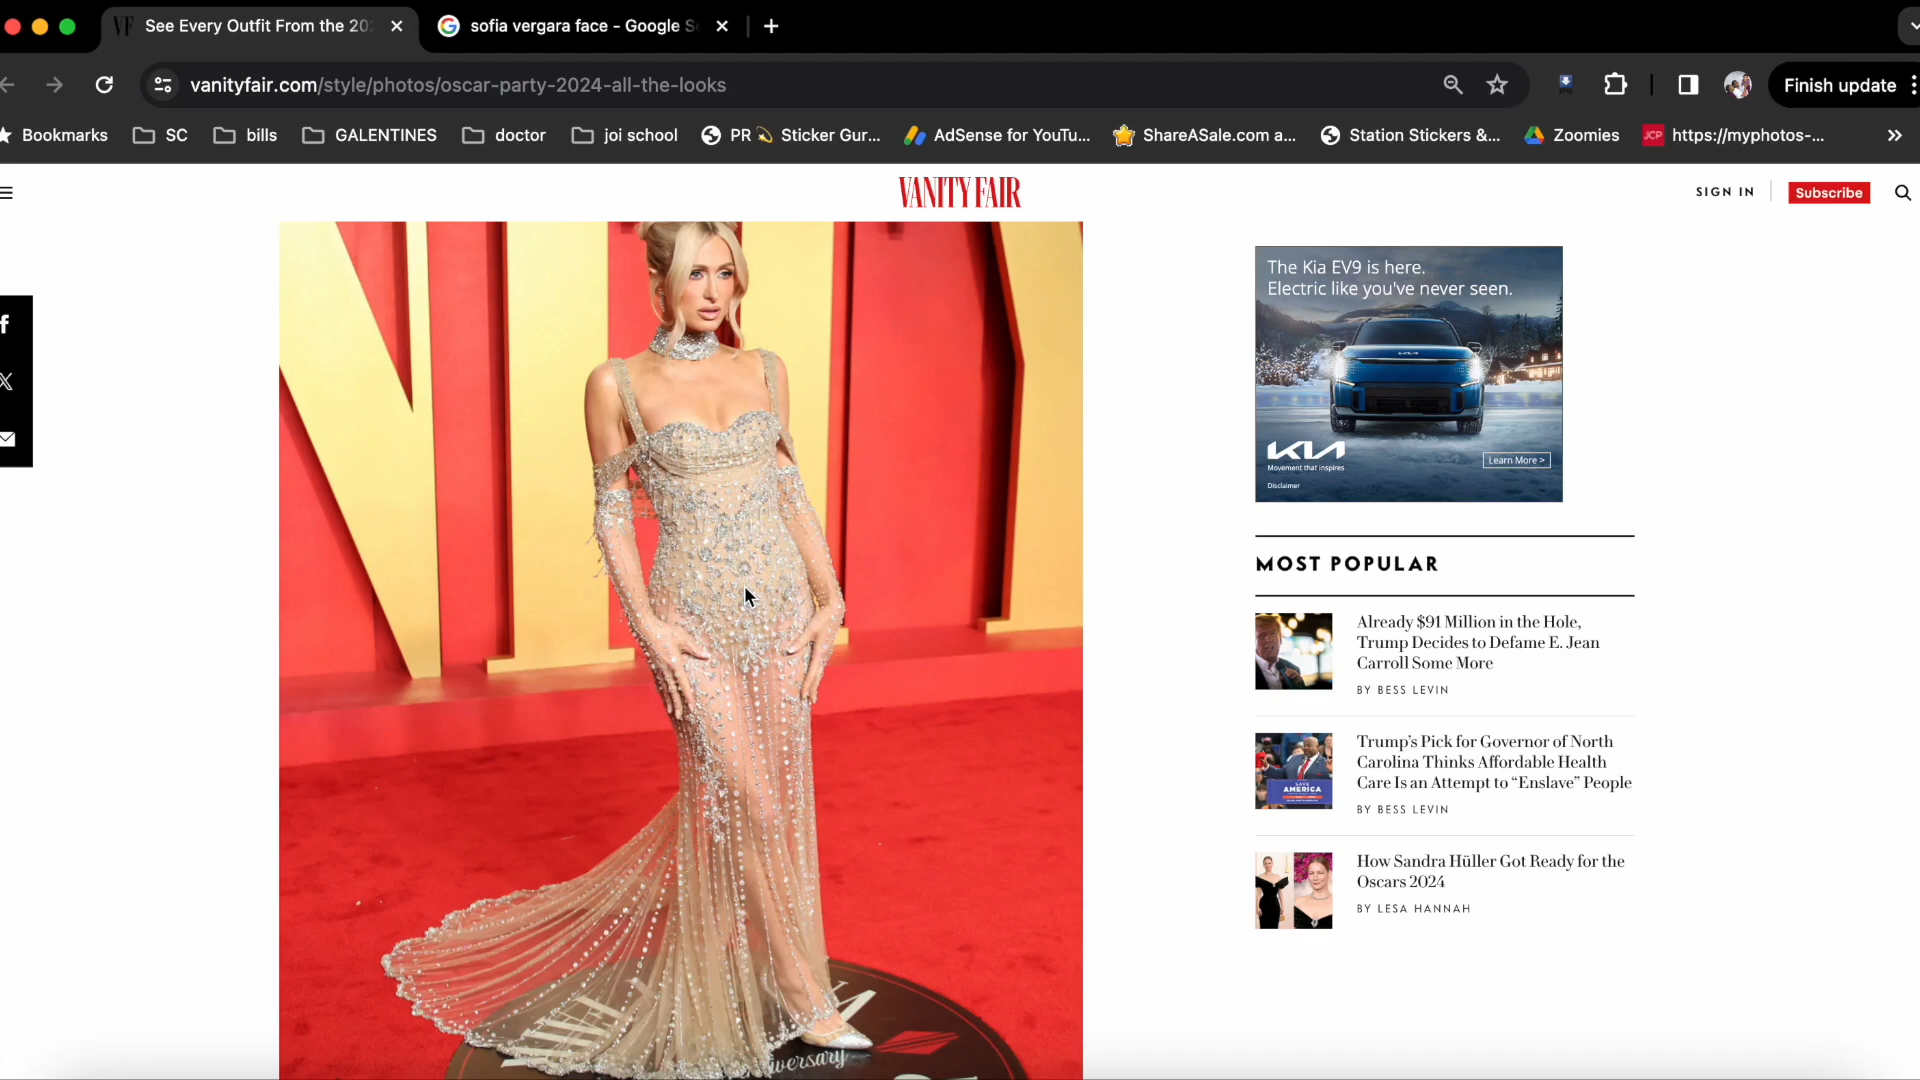 See Every Outfit From the 20
sofia vergara face - Google S
vanityfair.com/style/photos/oscar-party-2024-all-the-looks
Finish update
Bookmarks
SC
bills
GALENTINES
doctor
joi school
PR 💫 Sticker Gur...
AdSense for YouTu...
ShareASale.com a...
Station Stickers &...
Zoomies
JCP
https://myphotos-...
VANITY FAIR
SIGN IN
Subscribe
The Kia EV9 is here.
Electric like you've never seen.
KIA
Movement that inspires
Learn More >
Disclaimer
MOST POPULAR
Already $91 Million in the Hole,
Trump Decides to Defame E. Jean
Carroll Some More
BY BESS LEVIN
Trump’s Pick for Governor of North
Carolina Thinks Affordable Health
Care Is an Attempt to “Enslave” People
BY BESS LEVIN
SAVE
AMERICA
How Sandra Hüller Got Ready for the
Oscars 2024
BY LESA HANNAH